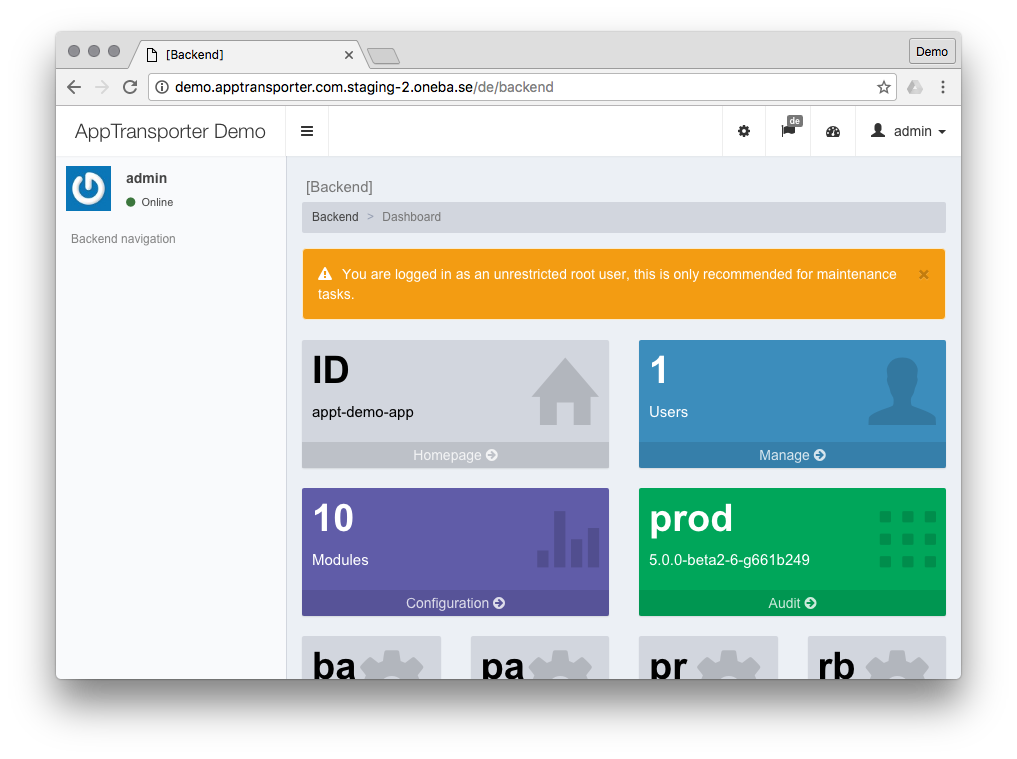 [Backend]
Demo
demo.apptransporter.com.staging-2.oneba.se/de/backend
AppTransporter Demo
de
admin
admin
Online
Backend navigation
[Backend]
Backend > Dashboard
You are logged in as an unrestricted root user, this is only recommended for maintenance
tasks.
ID
appt-demo-app
Homepage
1
Users
Manage
10
Modules
Configuration
prod
5.0.0-beta2-6-g661b249
Audit
ba
pa
pr
rb